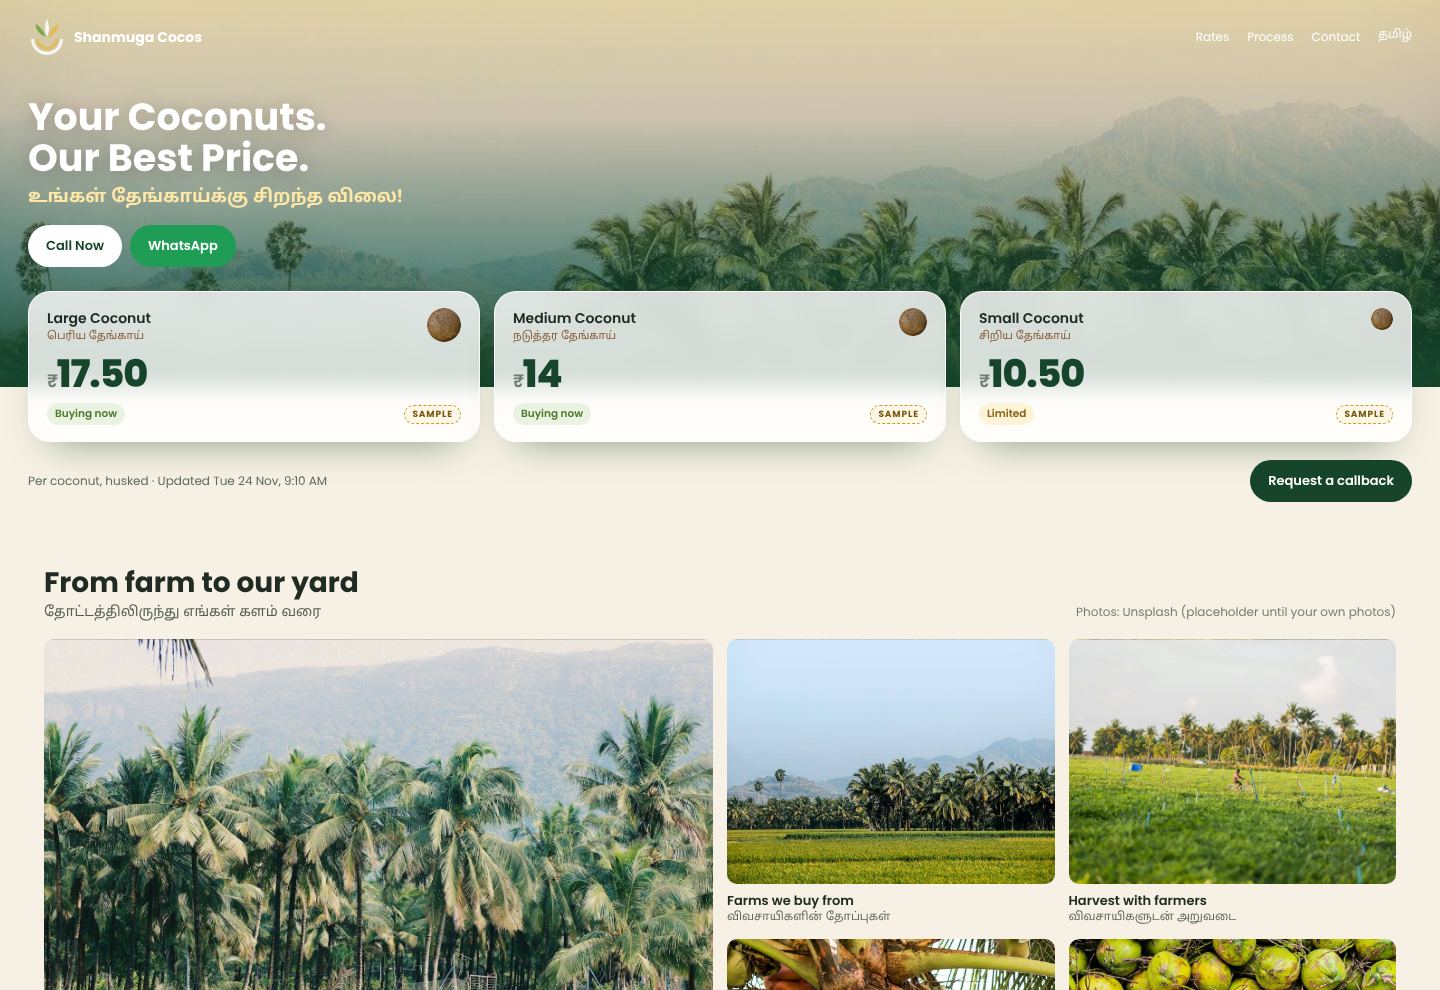 Shanmuga Cocos
Rates Process Contact தமிழ்
Your Coconuts.
Our Best Price.
உங்கள் தேங்காய்க்கு சிறந்த விலை!
Call Now WhatsApp
Large Coconut
பெரிய தேங்காய்
₹17.50
Buying now SAMPLE
Medium Coconut
நடுத்தர தேங்காய்
₹14
Buying now SAMPLE
Small Coconut
சிறிய தேங்காய்
₹10.50
Limited SAMPLE
Per coconut, husked · Updated Tue 24 Nov, 9:10 AM
Request a callback
From farm to our yard
தோட்டத்திலிருந்து எங்கள் களம் வரை
Photos: Unsplash (placeholder until your own photos)
Farms we buy from
விவசாயிகளின் தோப்புகள்
Harvest with farmers
விவசாயிகளுடன் அறுவடை